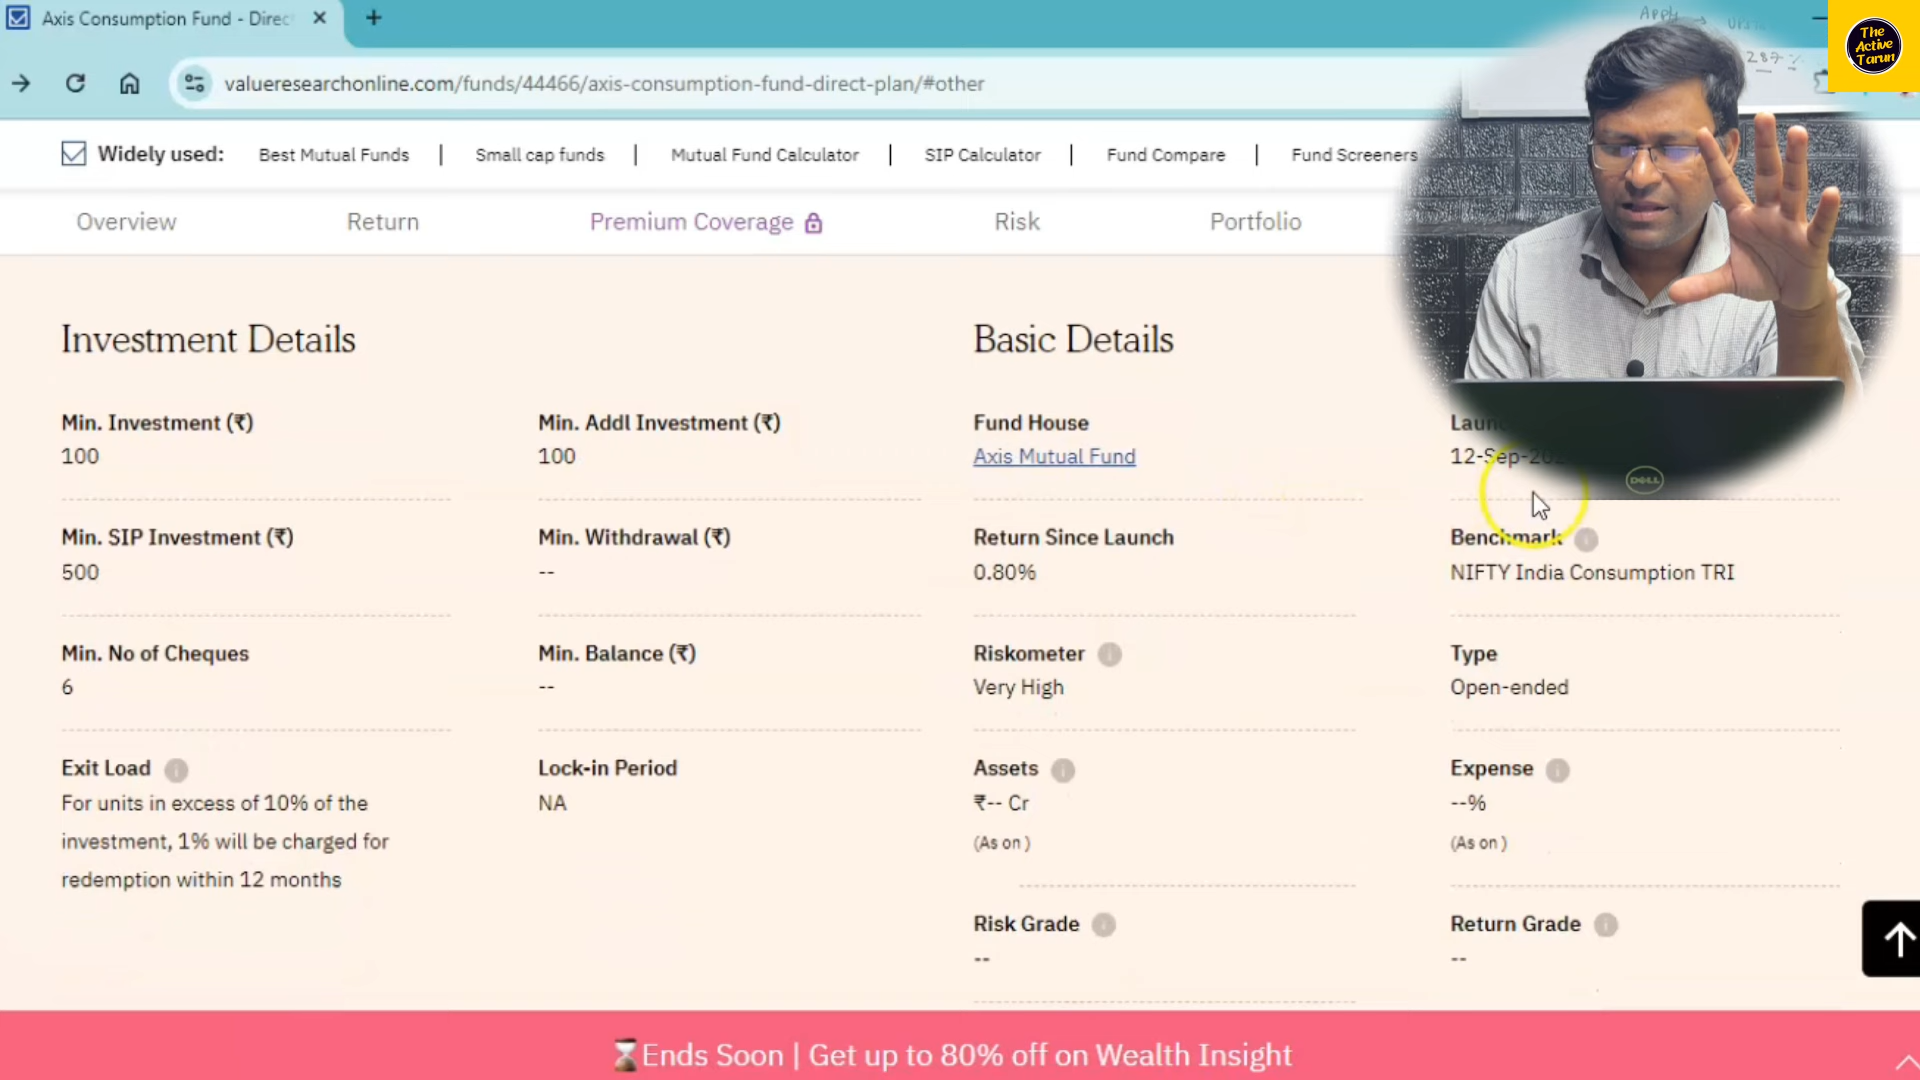 Axis Consumption Fund - Direc
The
Active
Tarun
Apply
287 %
valueresearchonline.com/funds/44466/axis-consumption-fund-direct-plan/#other
Widely used: Best Mutual Funds | Small cap funds | Mutual Fund Calculator | SIP Calculator | Fund Compare | Fund Screeners
Overview Return Premium Coverage Risk Portfolio
Investment Details
Min. Investment (₹) Min. Addl Investment (₹)
100 100
Min. SIP Investment (₹) Min. Withdrawal (₹)
500 --
Min. No of Cheques Min. Balance (₹)
6 --
Exit Load Lock-in Period
For units in excess of 10% of the NA
investment, 1% will be charged for
redemption within 12 months
Basic Details
Fund House
Axis Mutual Fund 12-Sep-
DELL
Return Since Launch Benchmark
0.80% NIFTY India Consumption TRI
Riskometer Type
Very High Open-ended
Assets Expense
₹-- Cr --%
(As on ) (As on )
Risk Grade Return Grade
-- --
Ends Soon | Get up to 80% off on Wealth Insight